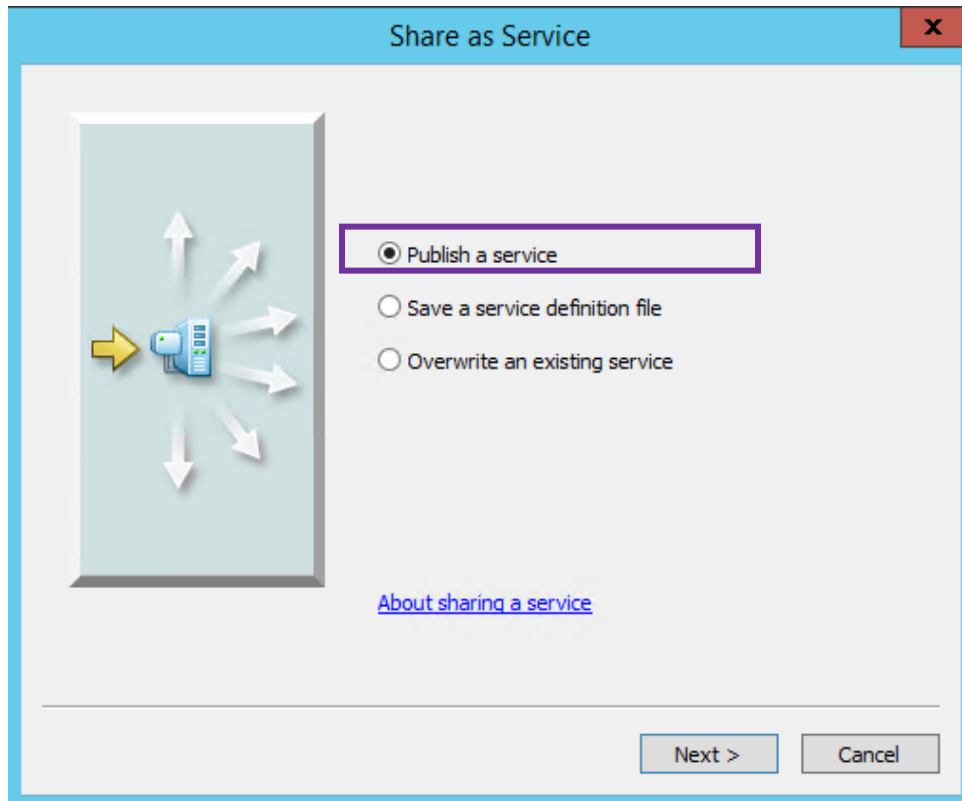 Share as Service
x
Publish a service
Save a service definition file
Overwrite an existing service
About sharing a service
Next >
Cancel